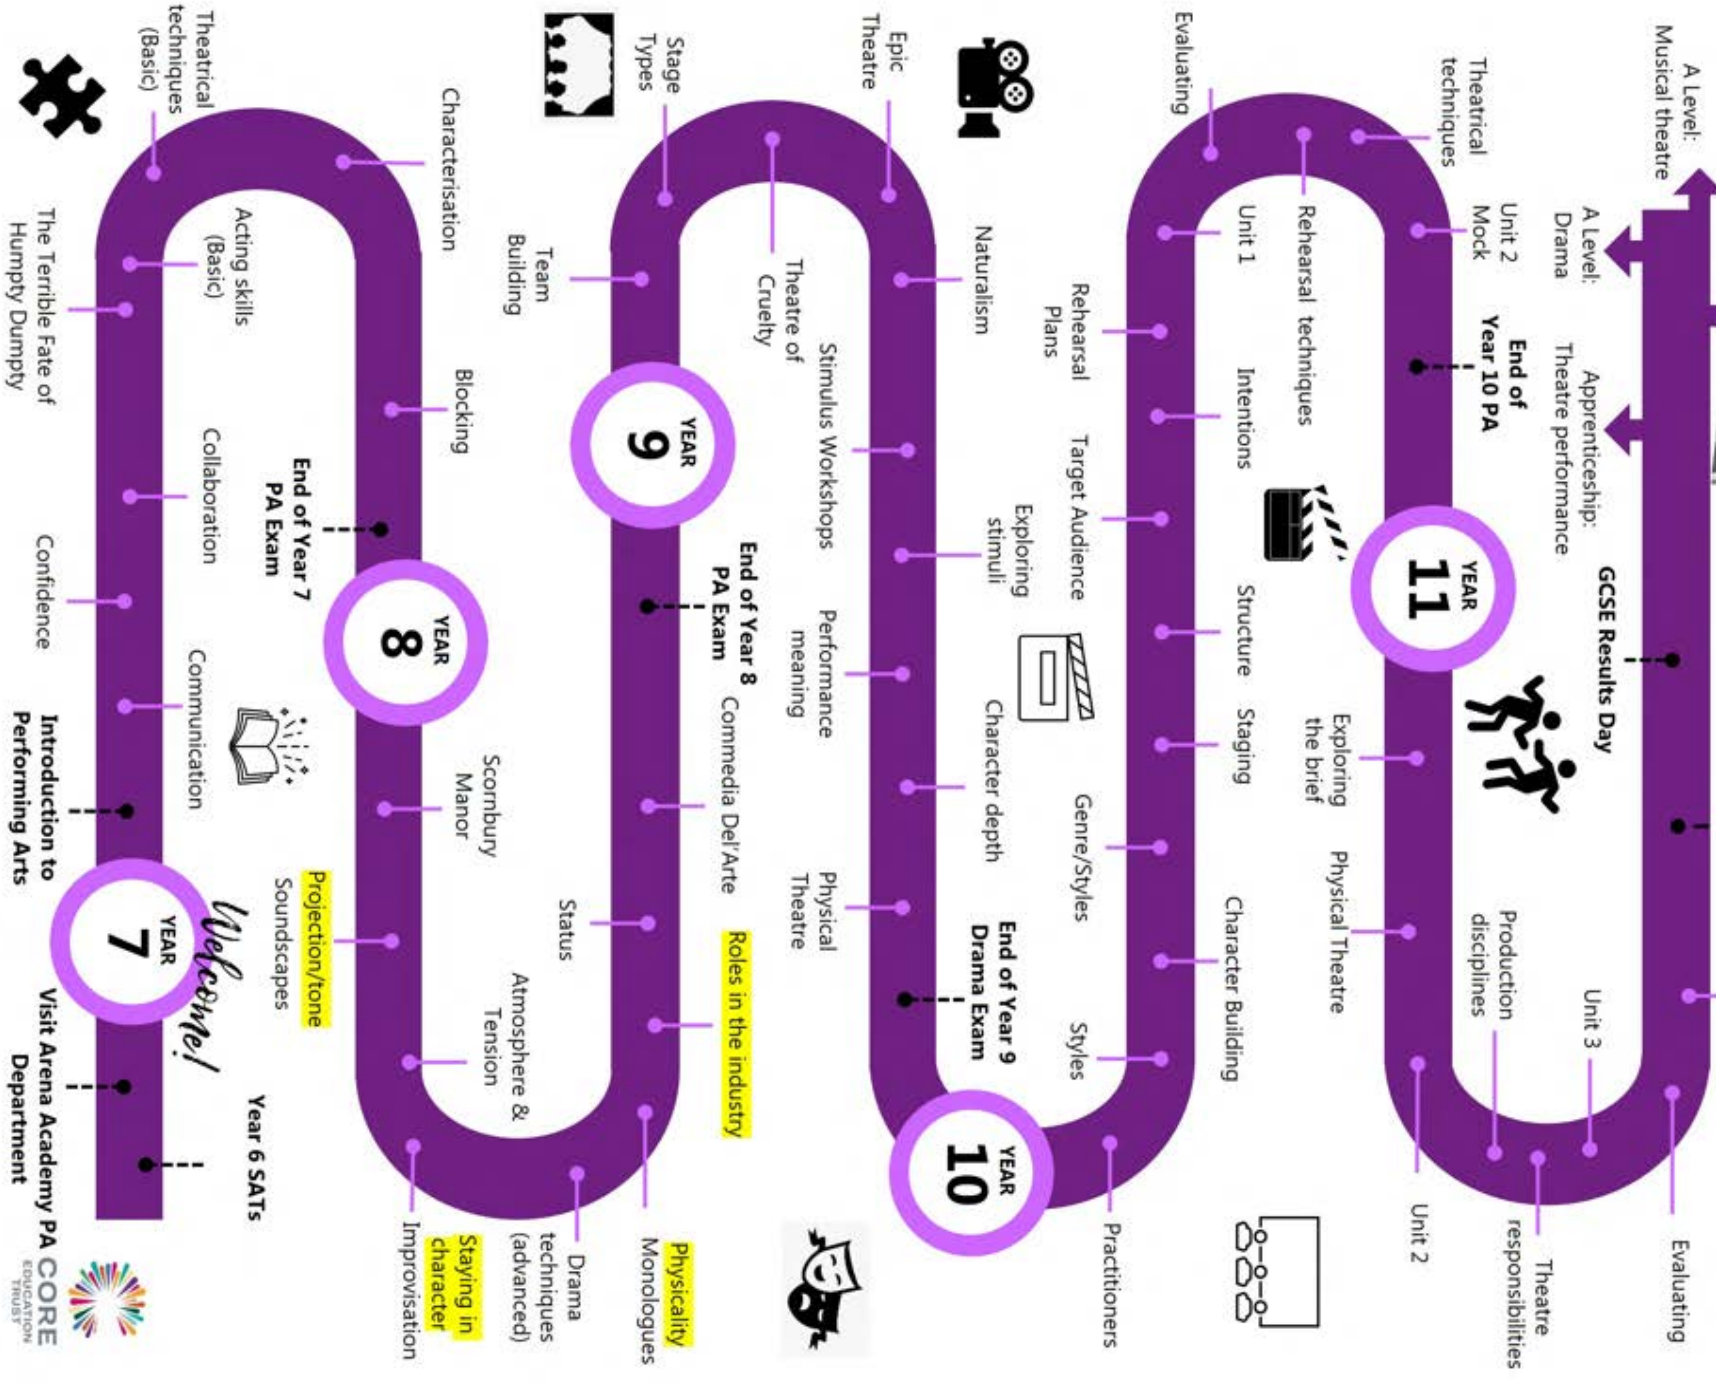 A Level:
Musical theatre
Evaluating
A Level:
Drama
Apprenticeship:
Theatre performance
GCSE Results Day
Unit 3
Theatre
responsibilities
Production
disciplines
Theatrical
techniques
Unit 2
Mock
End of
Year 10 PA
YEAR
11
Exploring
the brief
Physical Theatre
Unit 2
Rehearsal techniques
Evaluating
Unit 1
Intentions
Structure
Staging
Character Building
Rehearsal
Plans
Target Audience
Genre/Styles
Styles
Practitioners
YEAR
10
Naturalism
Exploring
stimuli
Character depth
End of Year 9
Drama Exam
Epic
Theatre
Stimulus Workshops
Performance
meaning
Physical
Theatre
Theatre of
Cruelty
End of Year 8
PA Exam
Commedia Del'Arte
Roles in the industry
Stage
Types
YEAR
9
Physicality
Monologues
Team
Building
Status
Drama
techniques
(advanced)
Atmosphere &
Tension
Scornbury
Manor
Staying in
character
Improvisation
Characterisation
Blocking
YEAR
8
End of Year 7
PA Exam
Projection/tone
Soundscapes
Theatrical
techniques
(Basic)
Acting skills
(Basic)
Collaboration
Communication
Welcome!
Year 6 SATs
YEAR
7
The Terrible Fate of
Humpty Dumpty
Confidence
Introduction to
Performing Arts
Visit Arena Academy PA
Department
CORE
EDUCATION
TRUST